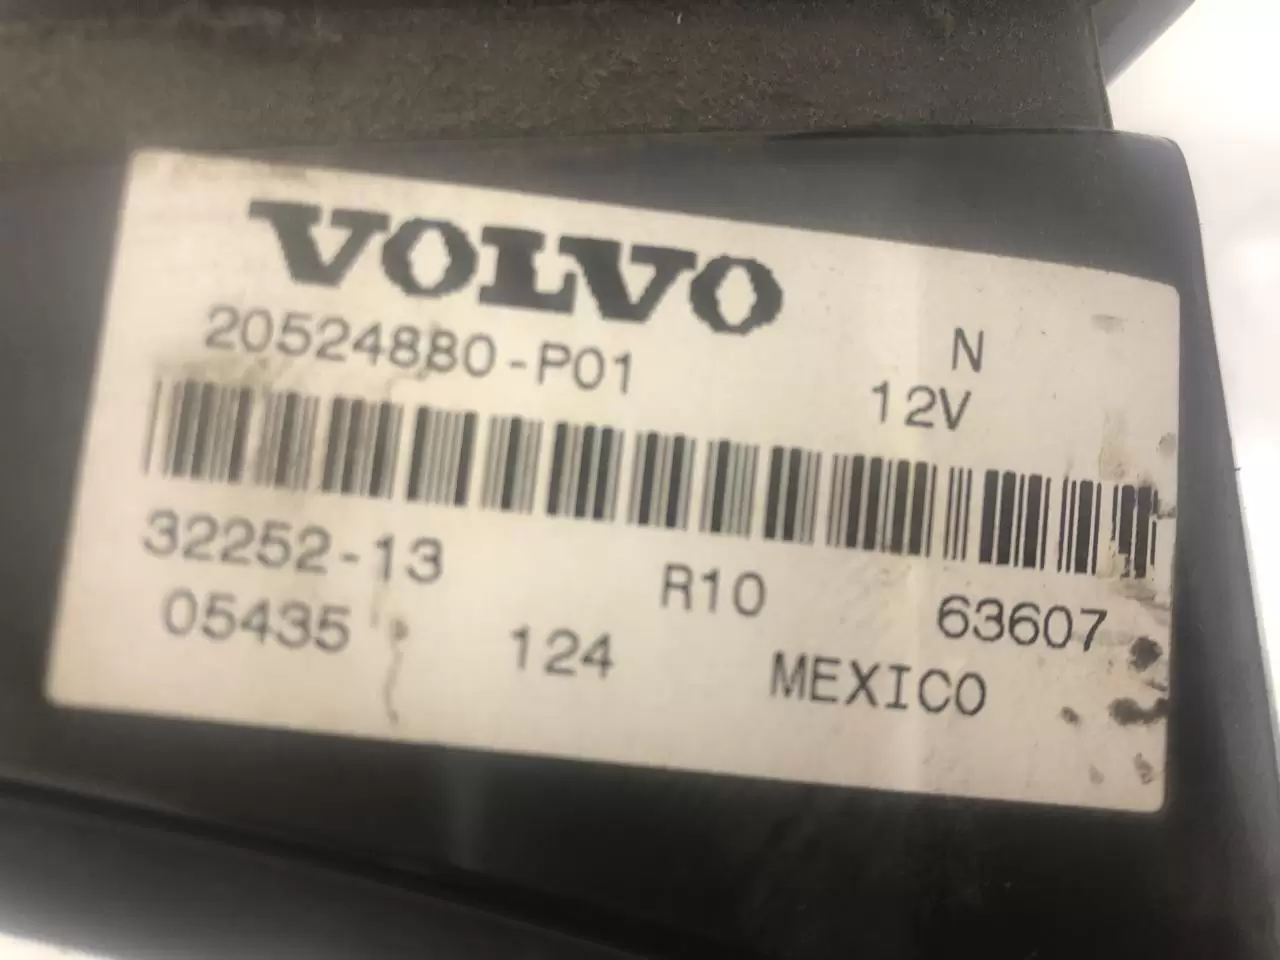 VOLVO
20524880-P01
N
12V
32252-13 R10 63607
05435 124 MEXICO